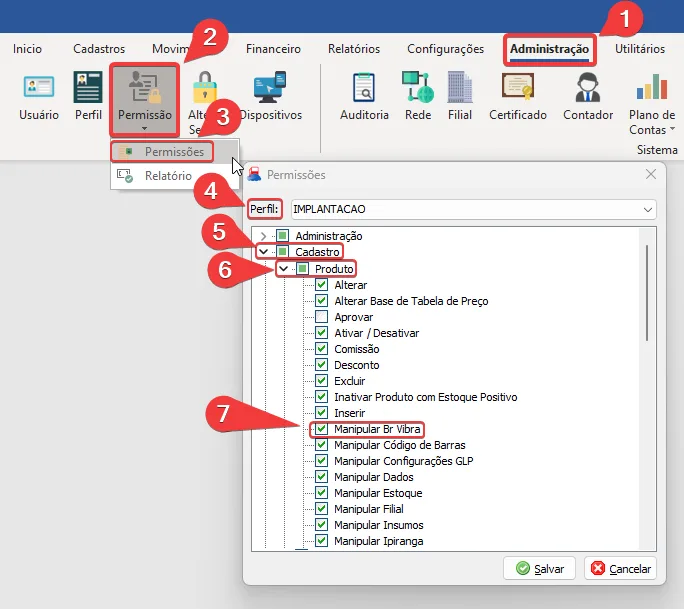 1
2
Inicio Cadastros Movim Financeiro Relatórios Configurações Administração Utilitários
Usuário Perfil Permissão Alte Dispositivos Auditoria Rede Filial Certificado Contador Plano de
Se Contas
3
Sistema
Permissões
Relatório
Permissões
4
Perfil: IMPLANTACAO
5
Administração
Cadastro
6
Produto
Alterar
Alterar Base de Tabela de Preço
Aprovar
Ativar / Desativar
Comissão
Desconto
Excluir
Inativar Produto com Estoque Positivo
Inserir
7
Manipular Br Vibra
Manipular Código de Barras
Manipular Configurações GLP
Manipular Dados
Manipular Estoque
Manipular Filial
Manipular Insumos
Manipular Ipiranga
Salvar Cancelar